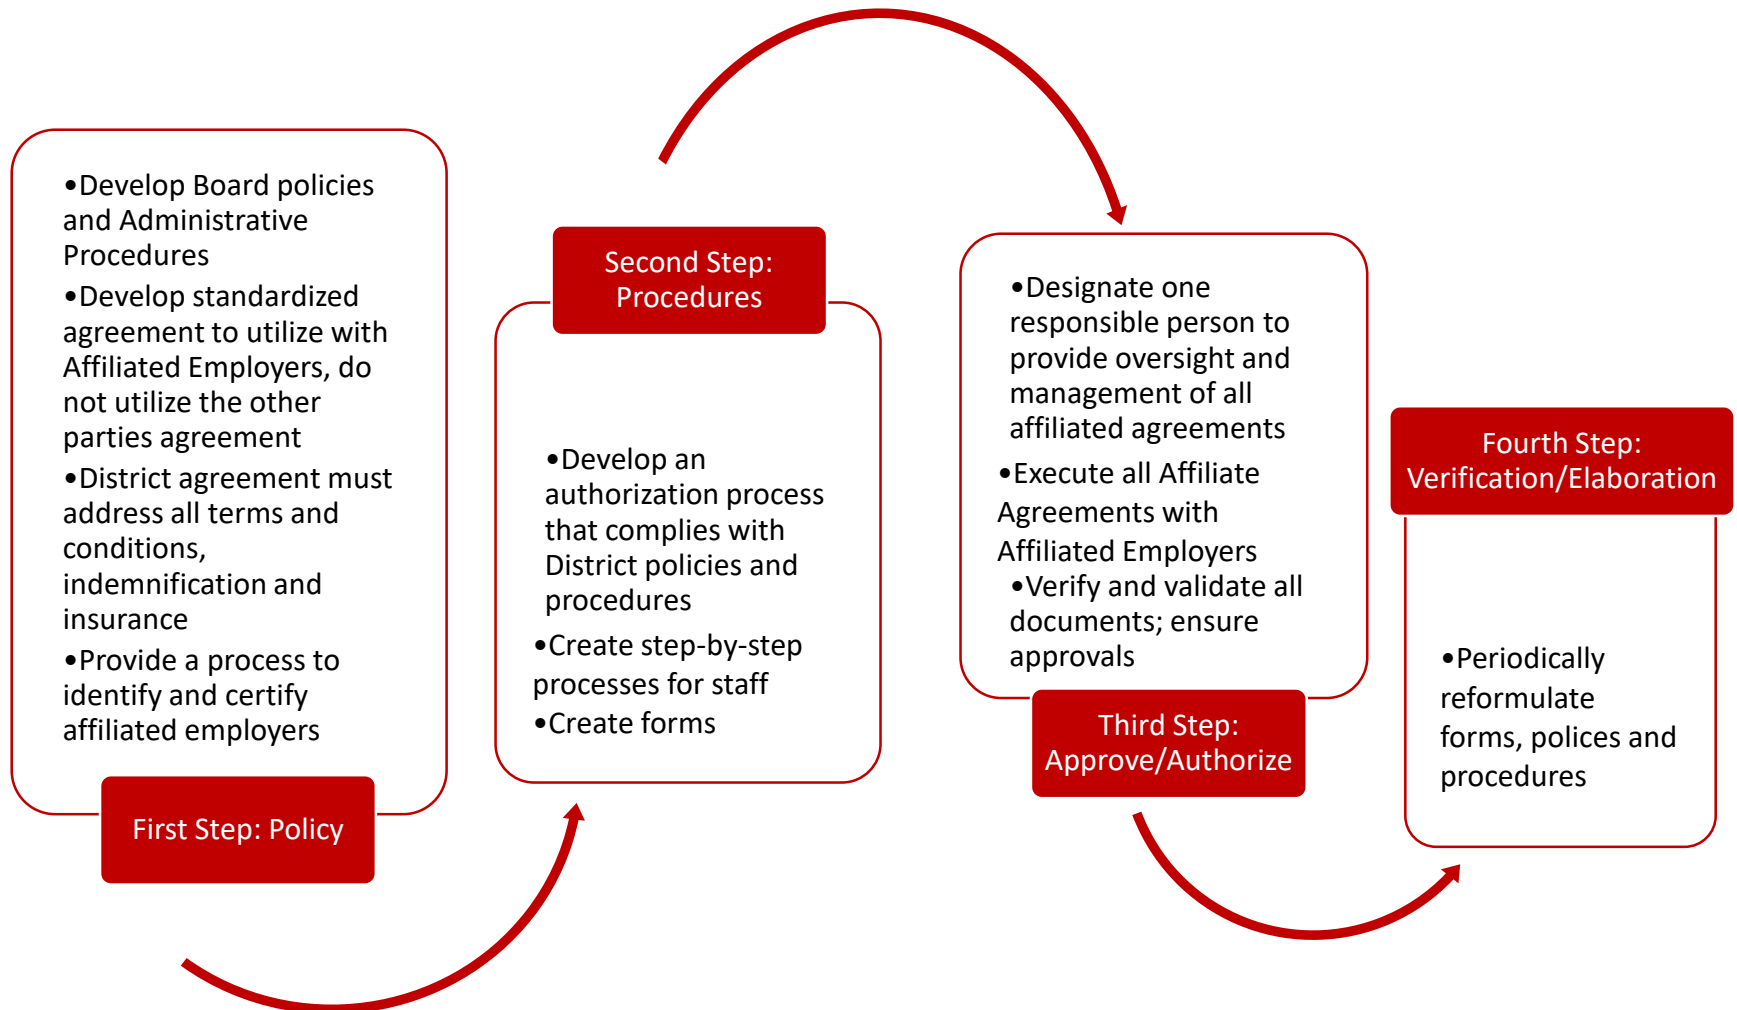 •Develop Board policies
and Administrative
Procedures
•Develop standardized
agreement to utilize with
Affiliated Employers, do
not utilize the other
parties agreement
•District agreement must
address all terms and
conditions,
indemnification and
insurance
•Provide a process to
identify and certify
affiliated employers
First Step: Policy
Second Step:
Procedures
•Develop an
authorization process
that complies with
District policies and
procedures
•Create step-by-step
processes for staff
•Create forms
•Designate one
responsible person to
provide oversight and
management of all
affiliated agreements
•Execute all Affiliate
Agreements with
Affiliated Employers
•Verify and validate all
documents; ensure
approvals
Third Step:
Approve/Authorize
Fourth Step:
Verification/Elaboration
•Periodically
reformulate
forms, polices and
procedures